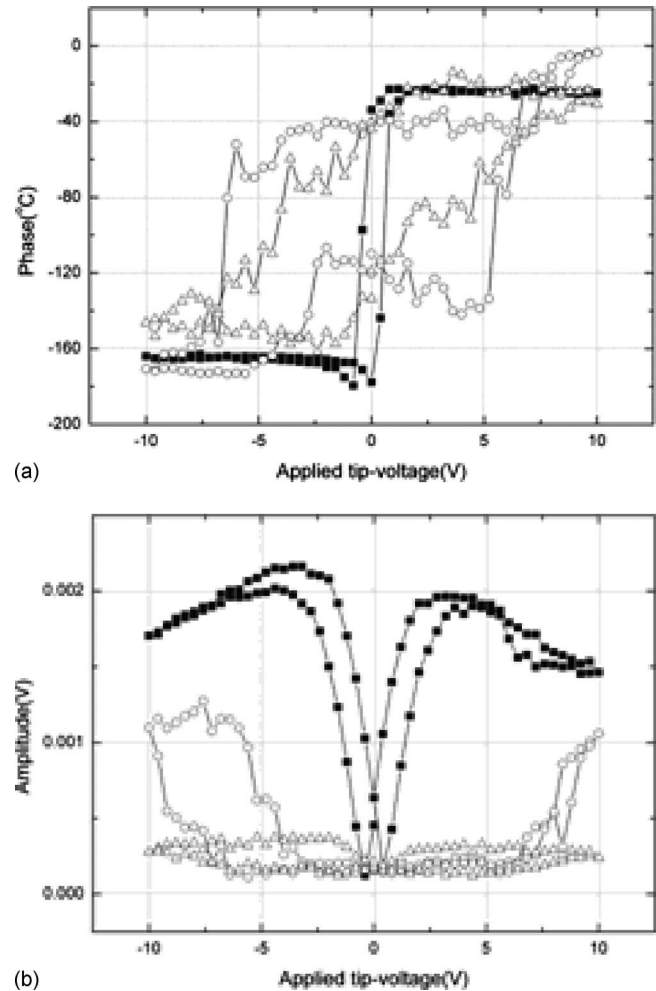 0
-40
-80
-120
-160
-200
Phase(°C)
-10 -5 0 5 10
Applied tip-voltage(V)
(a)
0.002
0.001
0.000
Amplitude(V)
-10 -5 0 5 10
Applied tip-voltage(V)
(b)